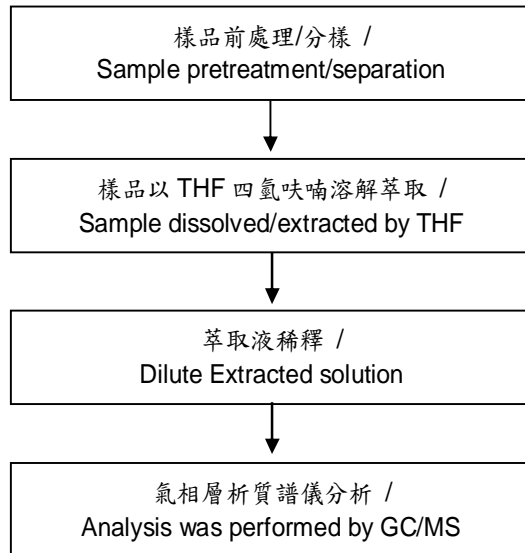 樣品前處理/分樣 /
Sample pretreatment/separation
樣品以 THF 四氫呋喃溶解萃取 /
Sample dissolved/extracted by THF
萃取液稀釋 /
Dilute Extracted solution
氣相層析質譜儀分析 /
Analysis was performed by GC/MS